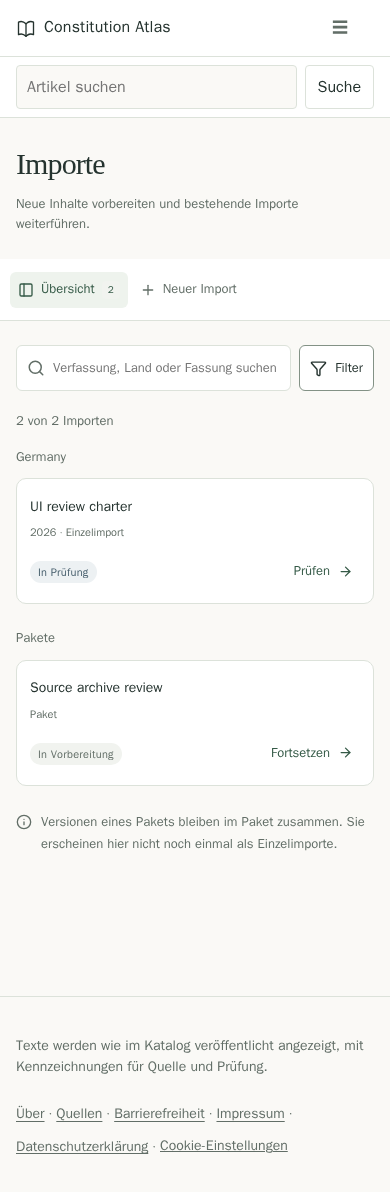 Constitution Atlas
Artikel suchen
Suche
Importe
Neue Inhalte vorbereiten und bestehende Importe
weiterführen.
Übersicht 2
Neuer Import
Verfassung, Land oder Fassung suchen
Filter
2 von 2 Importen
Germany
UI review charter
2026 · Einzelimport
In Prüfung
Prüfen
Pakete
Source archive review
Paket
In Vorbereitung
Fortsetzen
Versionen eines Pakets bleiben im Paket zusammen. Sie
erscheinen hier nicht noch einmal als Einzelimporte.
Texte werden wie im Katalog veröffentlicht angezeigt, mit
Kennzeichnungen für Quelle und Prüfung.
Über · Quellen · Barrierefreiheit · Impressum ·
Datenschutzerklärung · Cookie-Einstellungen